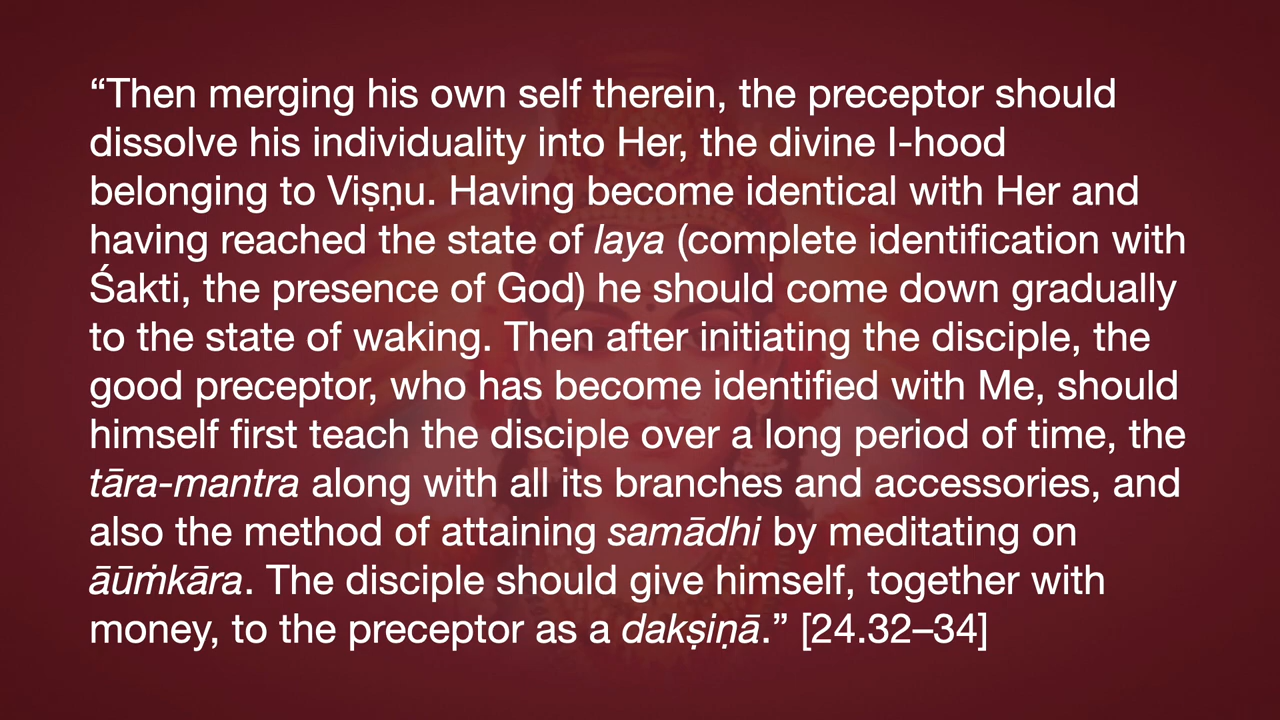 “Then merging his own self therein, the preceptor should
dissolve his individuality into Her, the divine I-hood
belonging to Viṣṇu. Having become identical with Her and
having reached the state of laya (complete identification with
Śakti, the presence of God) he should come down gradually
to the state of waking. Then after initiating the disciple, the
good preceptor, who has become identified with Me, should
himself first teach the disciple over a long period of time, the
tāra-mantra along with all its branches and accessories, and
also the method of attaining samādhi by meditating on
āūṁkāra. The disciple should give himself, together with
money, to the preceptor as a dakṣiṇā.” [24.32–34]